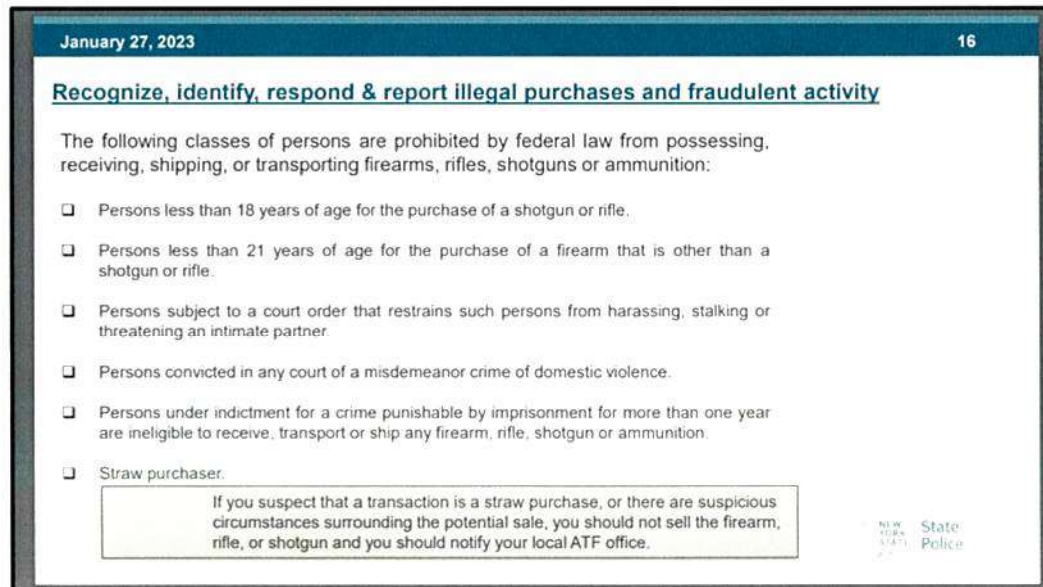 January 27, 2023
16
Recognize, identify, respond & report illegal purchases and fraudulent activity
The following classes of persons are prohibited by federal law from possessing,
receiving, shipping, or transporting firearms, rifles, shotguns or ammunition:
Persons less than 18 years of age for the purchase of a shotgun or rifle.
Persons less than 21 years of age for the purchase of a firearm that is other than a
shotgun or rifle.
Persons subject to a court order that restrains such persons from harassing, stalking or
threatening an intimate partner.
Persons convicted in any court of a misdemeanor crime of domestic violence.
Persons under indictment for a crime punishable by imprisonment for more than one year
are ineligible to receive, transport or ship any firearm, rifle, shotgun or ammunition.
Straw purchaser.
If you suspect that a transaction is a straw purchase, or there are suspicious
circumstances surrounding the potential sale, you should not sell the firearm,
rifle, or shotgun and you should notify your local ATF office.
NEW
YORK
STATE
State
Police